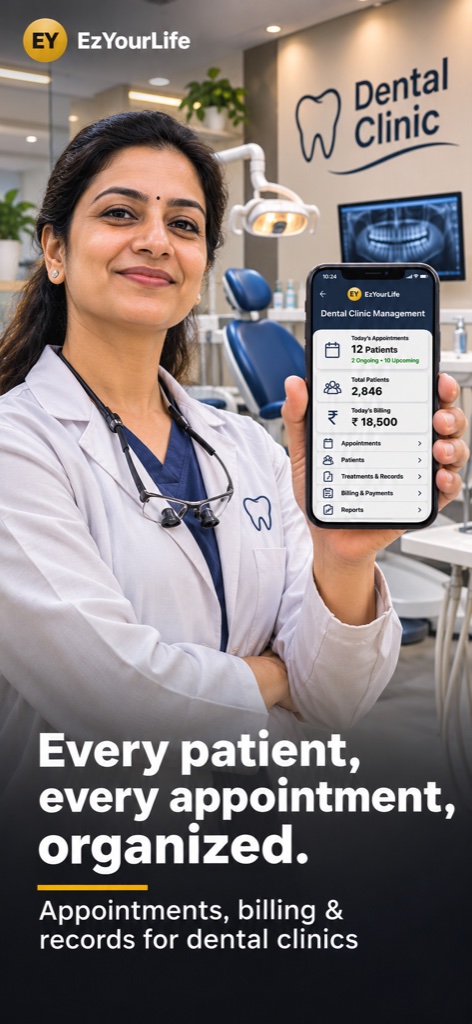 EY EzYourLife
Dental
Clinic
10:24
EY EzYourLife
Dental Clinic Management
Today's Appointments
12 Patients
2 Ongoing • 10 Upcoming
Total Patients
2,846
Today's Billing
₹ 18,500
Appointments
Patients
Treatments & Records
Billing & Payments
Reports
Every patient,
every appointment,
organized.
Appointments, billing &
records for dental clinics